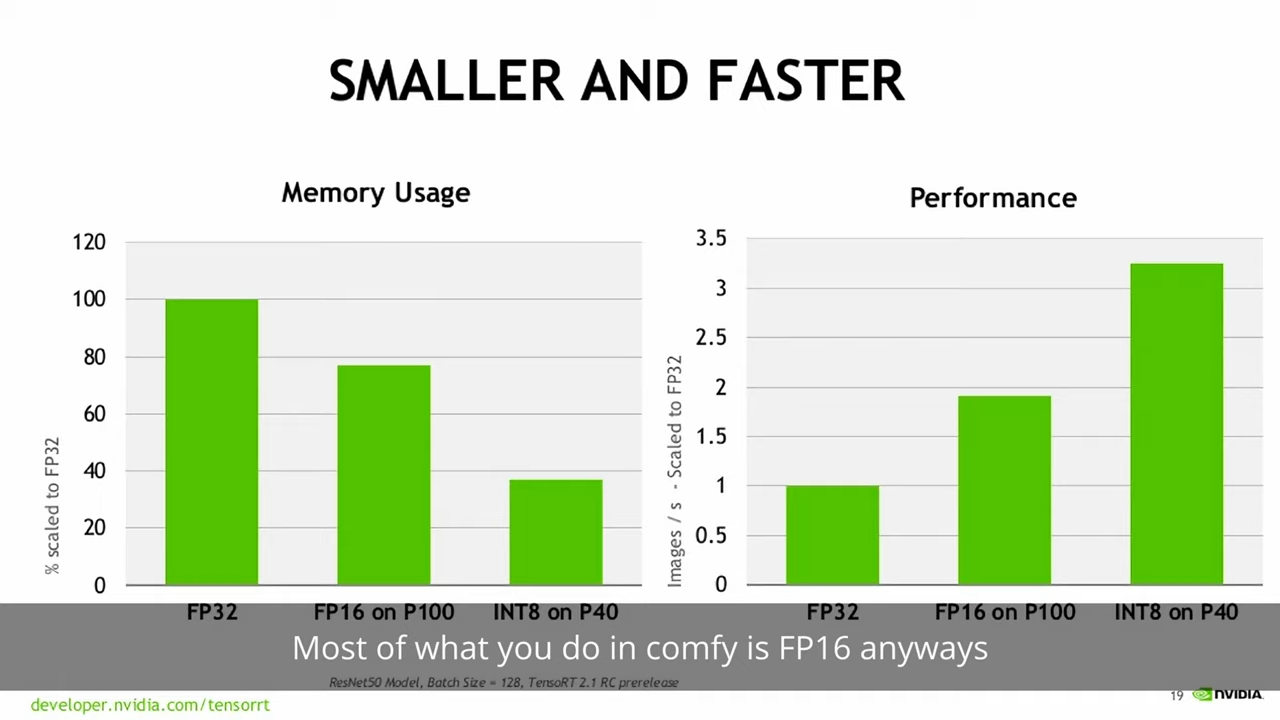 SMALLER AND FASTER
Memory Usage
120
100
80
60
40
20
0
% scaled to FP32
FP32
FP16 on P100
INT8 on P40
Performance
3.5
3
2.5
2
1.5
1
0.5
0
Images / s - Scaled to FP32
FP32
FP16 on P100
INT8 on P40
Most of what you do in comfy is FP16 anyways
ResNet50 Model, Batch Size = 128, TensoRT 2.1 RC prerelease
developer.nvidia.com/tensorrt
19
NVIDIA.